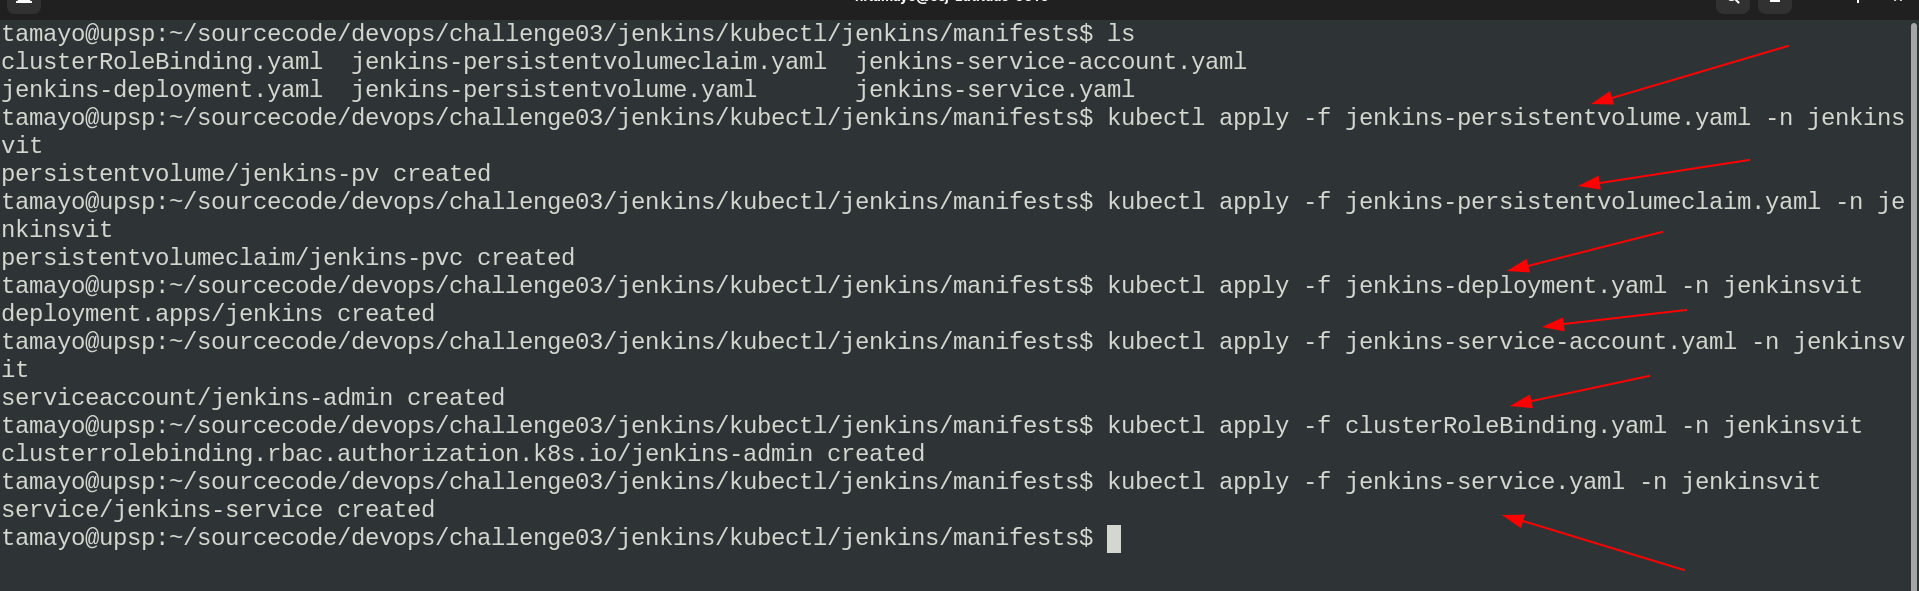 tamayo@upsp:~/sourcecode/devops/challenge03/jenkins/kubectl/jenkins/manifests$ ls
clusterRoleBinding.yaml  jenkins-persistentvolumeclaim.yaml  jenkins-service-account.yaml
jenkins-deployment.yaml  jenkins-persistentvolume.yaml       jenkins-service.yaml
tamayo@upsp:~/sourcecode/devops/challenge03/jenkins/kubectl/jenkins/manifests$ kubectl apply -f jenkins-persistentvolume.yaml -n jenkins
vit
persistentvolume/jenkins-pv created
tamayo@upsp:~/sourcecode/devops/challenge03/jenkins/kubectl/jenkins/manifests$ kubectl apply -f jenkins-persistentvolumeclaim.yaml -n je
nkinsvit
persistentvolumeclaim/jenkins-pvc created
tamayo@upsp:~/sourcecode/devops/challenge03/jenkins/kubectl/jenkins/manifests$ kubectl apply -f jenkins-deployment.yaml -n jenkinsvit
deployment.apps/jenkins created
tamayo@upsp:~/sourcecode/devops/challenge03/jenkins/kubectl/jenkins/manifests$ kubectl apply -f jenkins-service-account.yaml -n jenkinsv
it
serviceaccount/jenkins-admin created
tamayo@upsp:~/sourcecode/devops/challenge03/jenkins/kubectl/jenkins/manifests$ kubectl apply -f clusterRoleBinding.yaml -n jenkinsvit
clusterrolebinding.rbac.authorization.k8s.io/jenkins-admin created
tamayo@upsp:~/sourcecode/devops/challenge03/jenkins/kubectl/jenkins/manifests$ kubectl apply -f jenkins-service.yaml -n jenkinsvit
service/jenkins-service created
tamayo@upsp:~/sourcecode/devops/challenge03/jenkins/kubectl/jenkins/manifests$